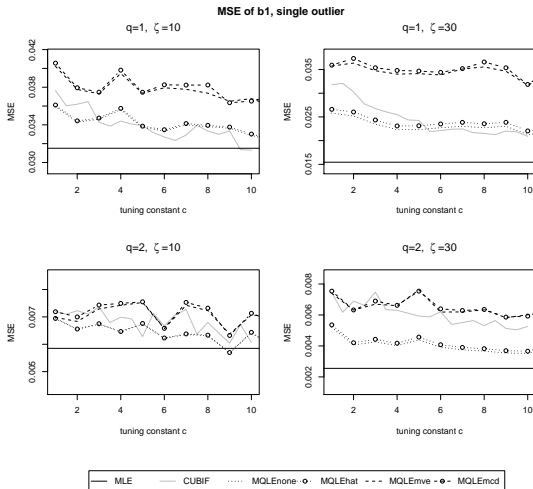 MSE of b1, single outlier
q=1, ζ=10
MSE
0.042
0.038
0.034
0.030
2 4 6 8 10
tuning constant c
q=1, ζ=30
MSE
0.035
0.025
0.015
2 4 6 8 10
tuning constant c
q=2, ζ=10
MSE
0.007
0.005
2 4 6 8 10
tuning constant c
q=2, ζ=30
MSE
0.008
0.006
0.004
0.002
2 4 6 8 10
tuning constant c
MLE CUBIF MQLEnone MQLEhat MQLEmve MQLEmcd